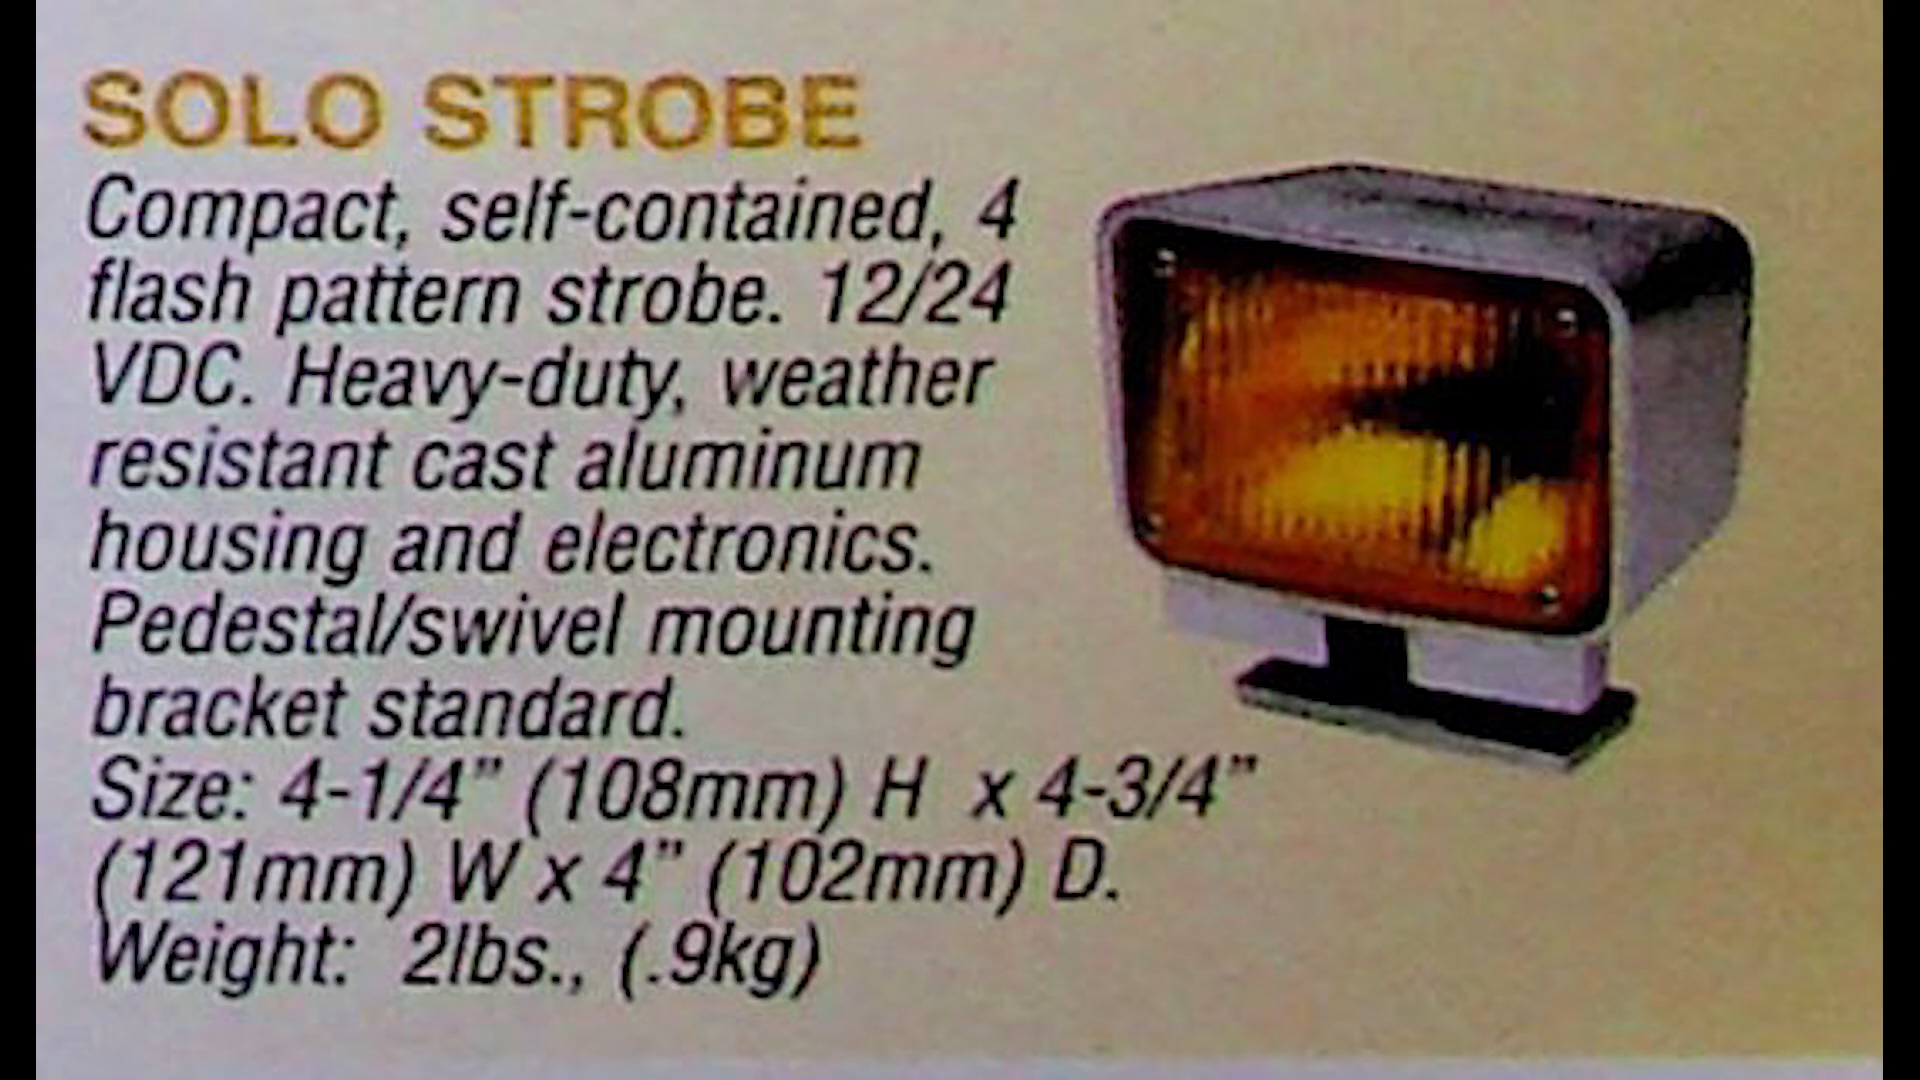 SOLO STROBE
Compact, self-contained, 4
flash pattern strobe. 12/24
VDC. Heavy-duty, weather
resistant cast aluminum
housing and electronics.
Pedestal/swivel mounting
bracket standard.
Size: 4-1/4” (108mm) H x 4-3/4”
(121mm) W x 4” (102mm) D.
Weight: 2lbs., (.9kg)